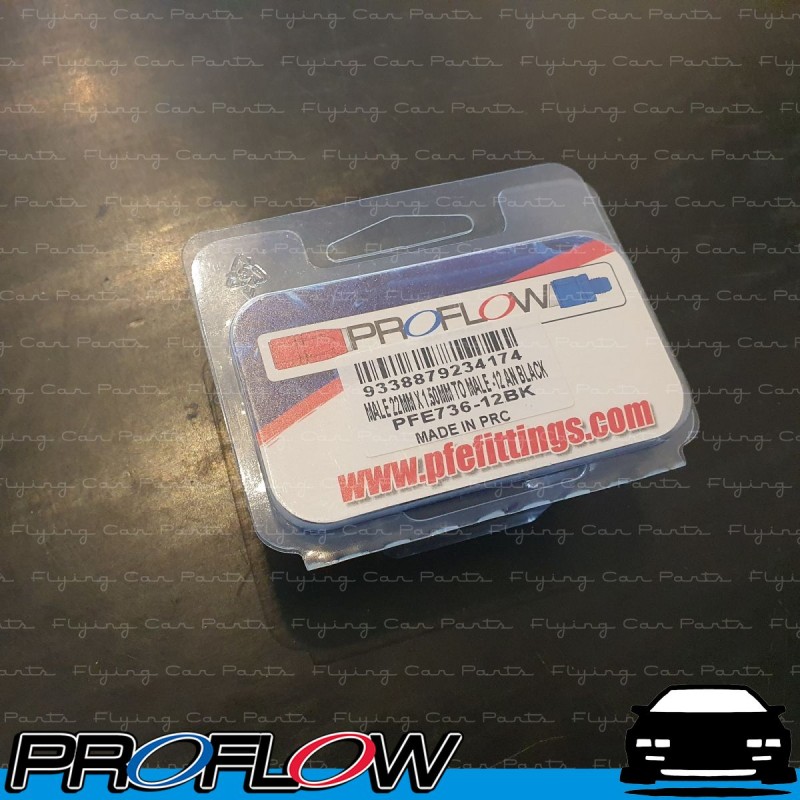 Flying Car Parts
PROFLOW
9338879234174
MALE 22MM X 1.50MM TO MALE -12 AN BLACK
PFE736-12BK
MADE IN PRC
www.pfefittings.com
PROFLOW